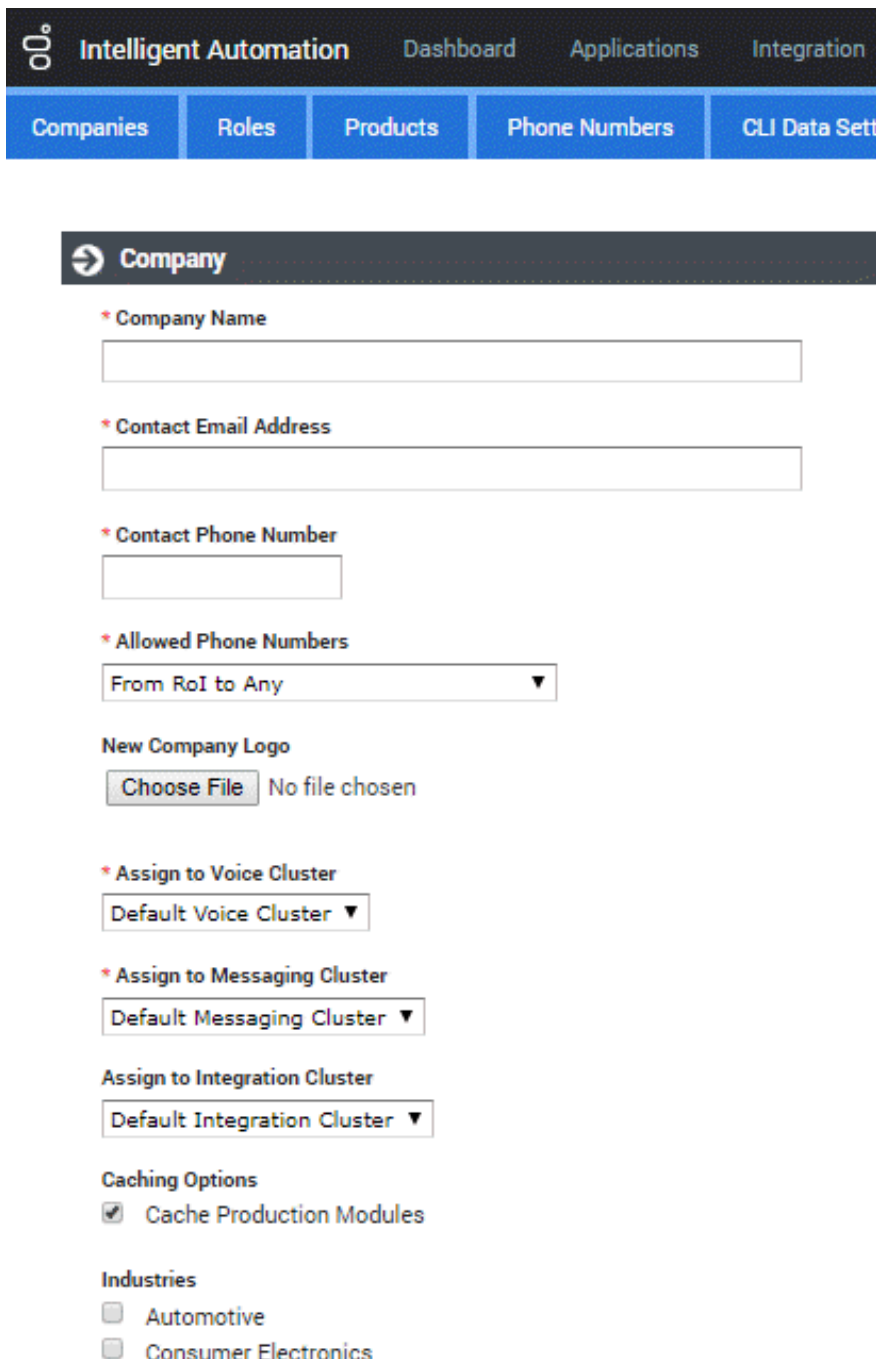 Intelligent Automation Dashboard Applications Integration
Companies Roles Products Phone Numbers CLI Data Sett
Company
* Company Name
* Contact Email Address
* Contact Phone Number
* Allowed Phone Numbers
From RoI to Any
New Company Logo
Choose File No file chosen
* Assign to Voice Cluster
Default Voice Cluster
* Assign to Messaging Cluster
Default Messaging Cluster
Assign to Integration Cluster
Default Integration Cluster
Caching Options
Cache Production Modules
Industries
Automotive
Consumer Electronics